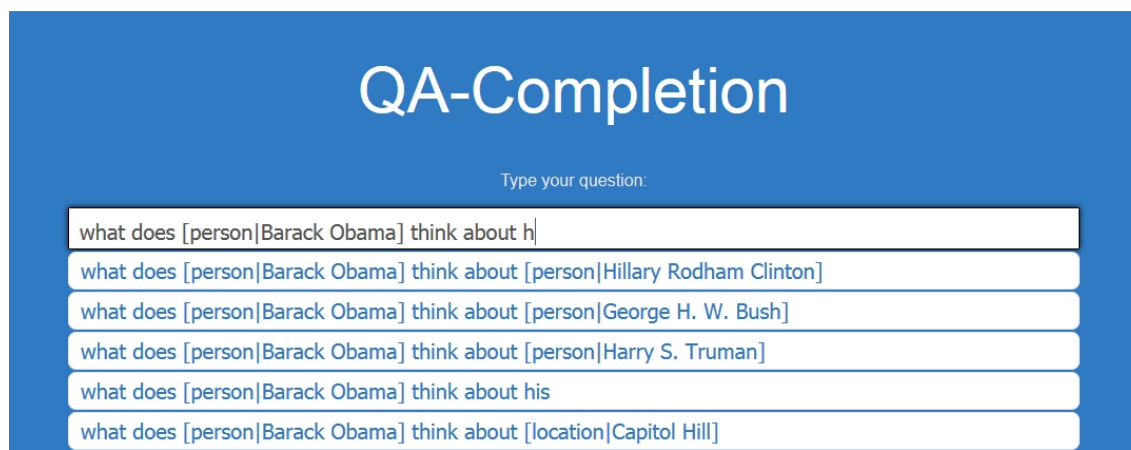 QA-Completion
Type your question:
what does [person|Barack Obama] think about h
what does [person|Barack Obama] think about [person|Hillary Rodham Clinton]
what does [person|Barack Obama] think about [person|George H. W. Bush]
what does [person|Barack Obama] think about [person|Harry S. Truman]
what does [person|Barack Obama] think about his
what does [person|Barack Obama] think about [location|Capitol Hill]